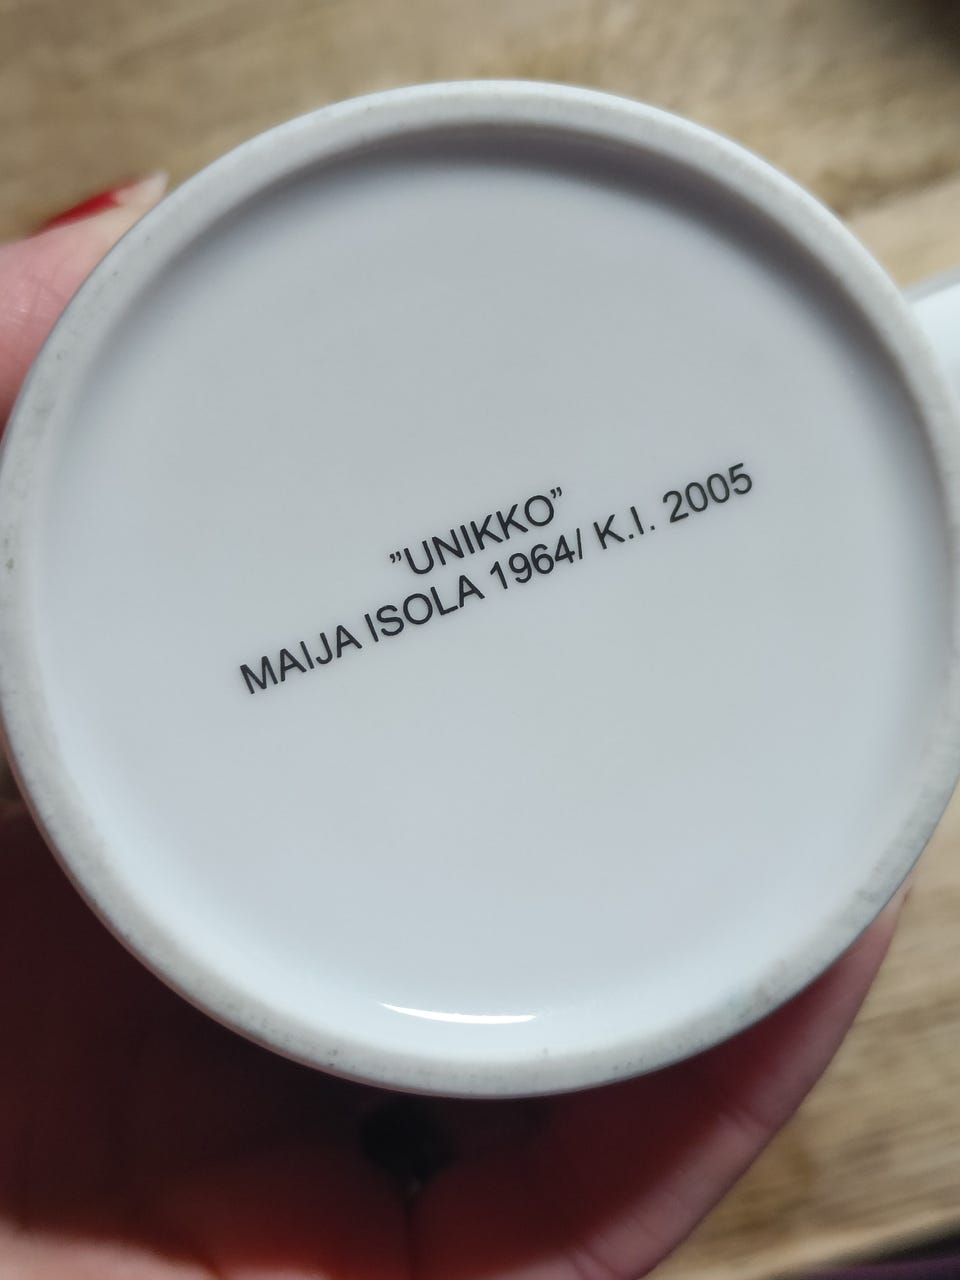 ”UNIKKO”
MAIJA ISOLA 1964/ K.I. 2005